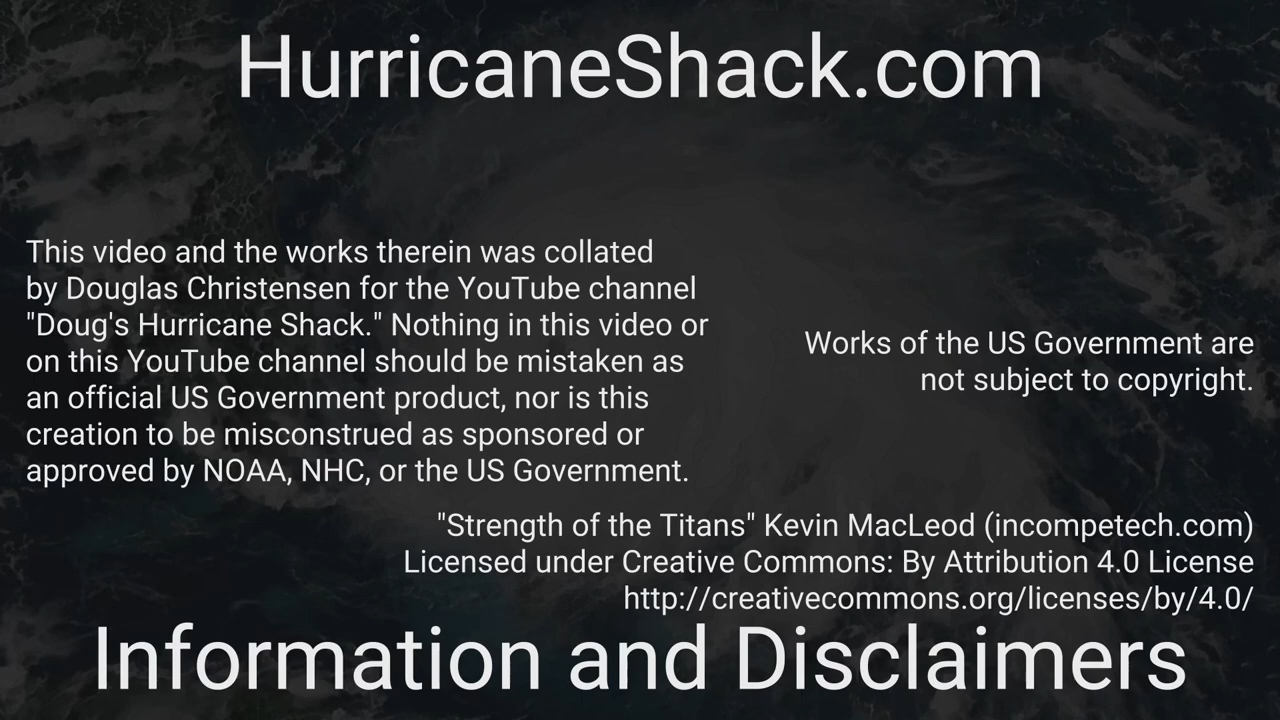 HurricaneShack.com
This video and the works therein was collated
by Douglas Christensen for the YouTube channel
"Doug's Hurricane Shack." Nothing in this video or
on this YouTube channel should be mistaken as
an official US Government product, nor is this
creation to be misconstrued as sponsored or
approved by NOAA, NHC, or the US Government.
Works of the US Government are
not subject to copyright.
"Strength of the Titans" Kevin MacLeod (incompetech.com)
Licensed under Creative Commons: By Attribution 4.0 License
http://creativecommons.org/licenses/by/4.0/
Information and Disclaimers